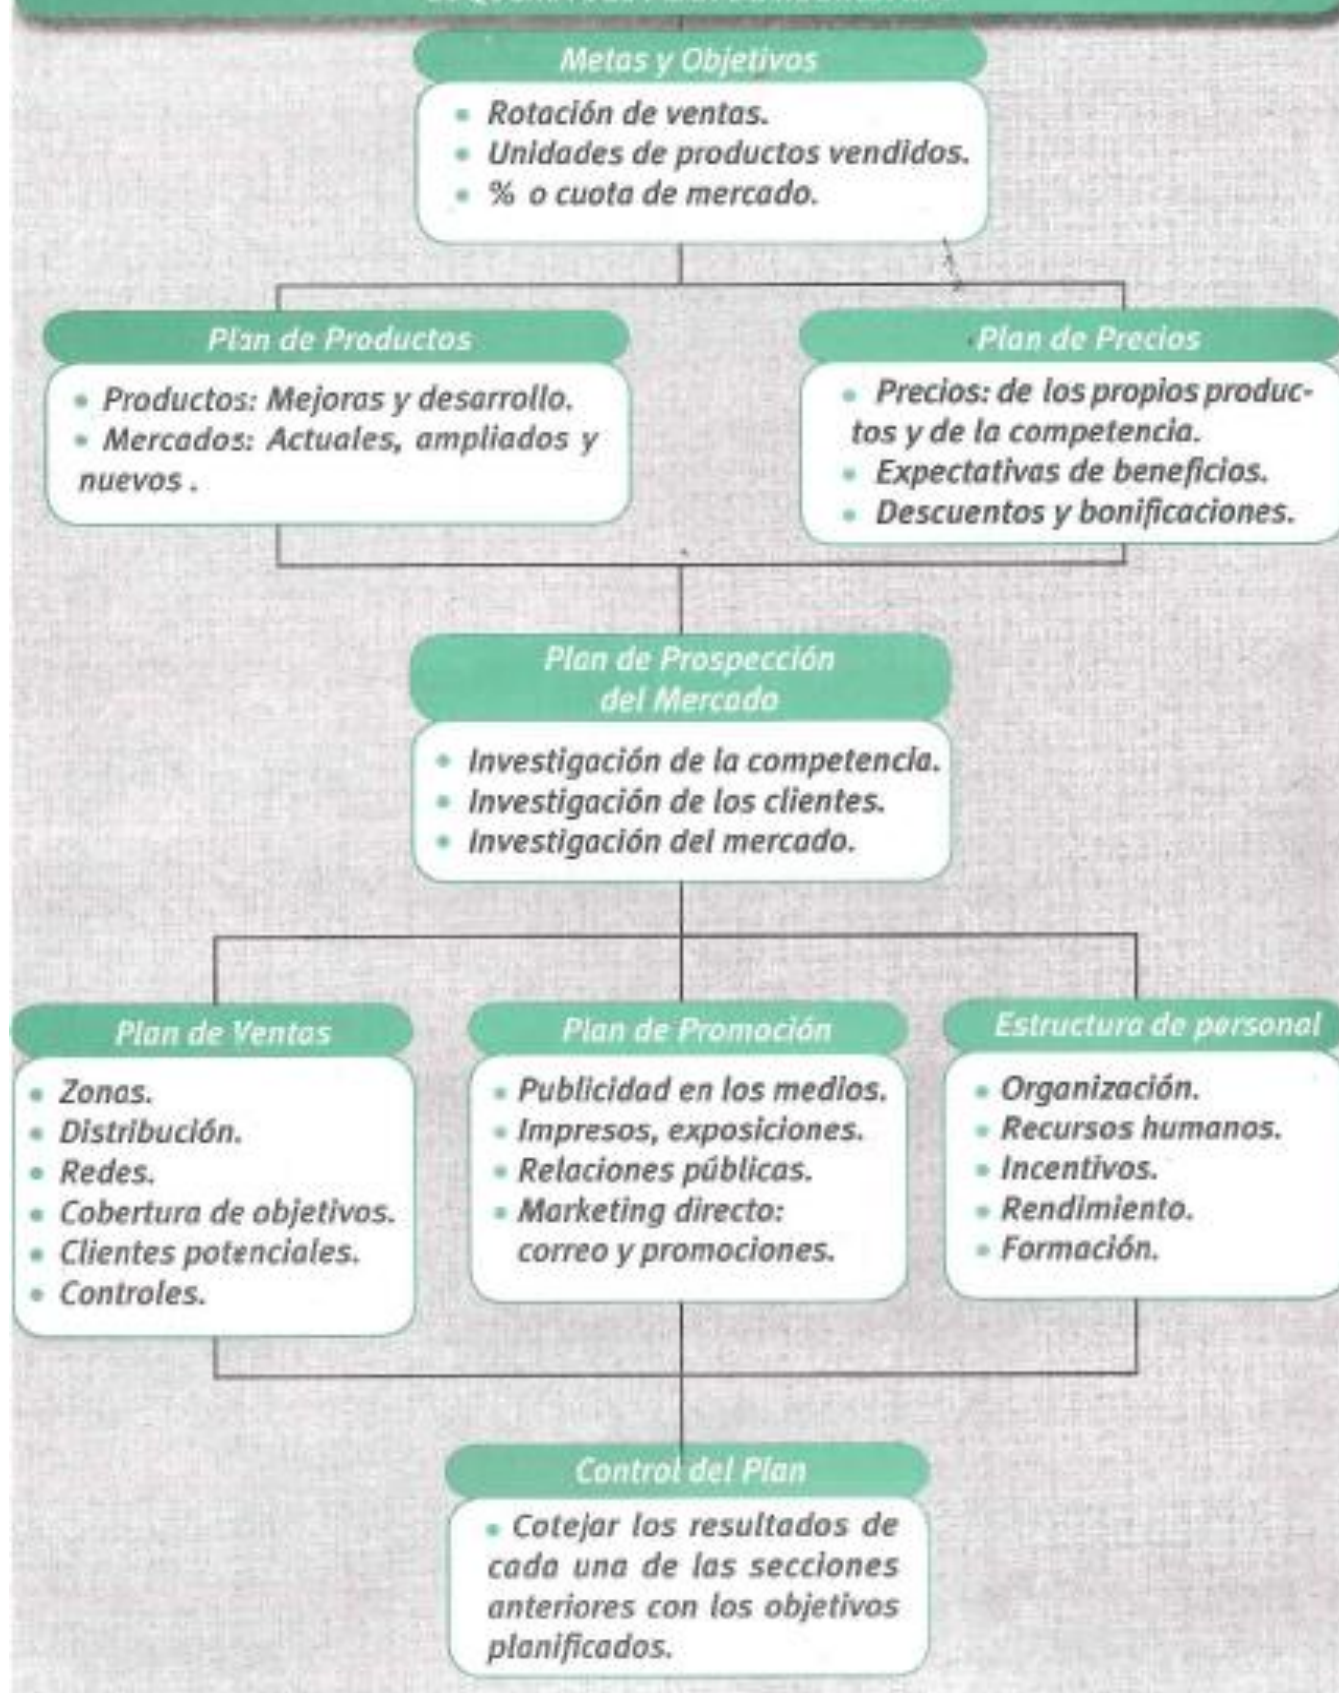 Metas y Objetivos
• Rotación de ventas.
• Unidades de productos vendidos.
• % o cuota de mercado.
Plan de Productos
• Productos: Mejoras y desarrollo.
• Mercados: Actuales, ampliados y
nuevos .
Plan de Precios
• Precios: de los propios produc-
tos y de la competencia.
• Expectativas de beneficios.
• Descuentos y bonificaciones.
Plan de Prospección
del Mercado
• Investigación de la competencia.
• Investigación de los clientes.
• Investigación del mercado.
Plan de Ventas
• Zonas.
• Distribución.
• Redes.
• Cobertura de objetivos.
• Clientes potenciales.
• Controles.
Plan de Promoción
• Publicidad en los medios.
• Impresos, exposiciones.
• Relaciones públicas.
• Marketing directo:
correo y promociones.
Estructura de personal
• Organización.
• Recursos humanos.
• Incentivos.
• Rendimiento.
• Formación.
Control del Plan
• Cotejar los resultados de
cada una de las secciones
anteriores con los objetivos
planificados.